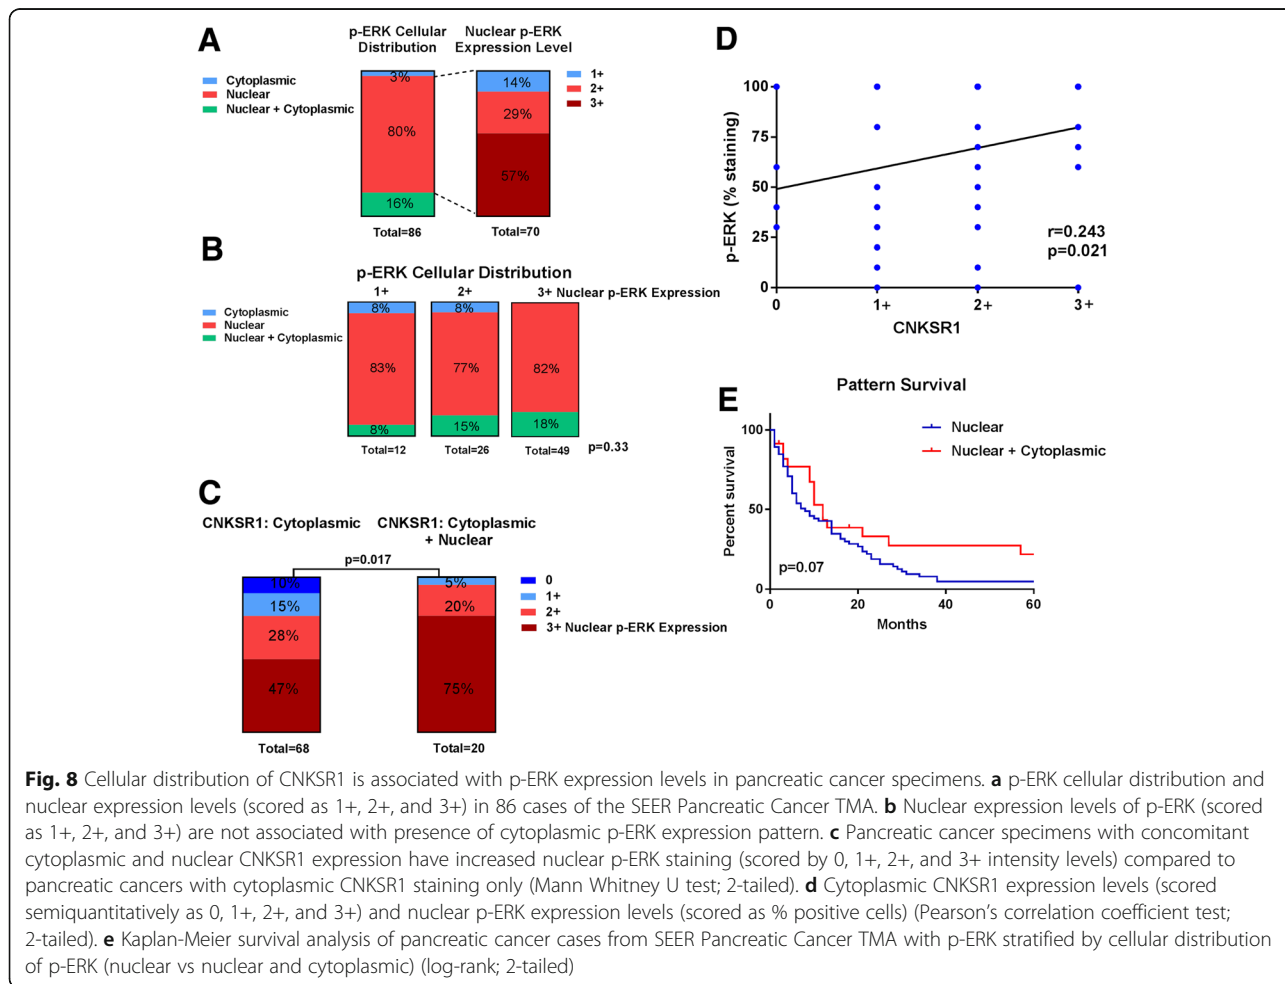 A
p-ERK Cellular
Distribution
Nuclear p-ERK
Expression Level
Cytoplasmic
Nuclear
Nuclear + Cytoplasmic
3%
80%
16%
Total=86
14%
29%
57%
Total=70
1+
2+
3+
B
p-ERK Cellular Distribution
1+
2+
3+ Nuclear p-ERK Expression
Cytoplasmic
Nuclear
Nuclear + Cytoplasmic
8%
83%
8%
Total=12
8%
77%
15%
Total=26
82%
18%
Total=49
p=0.33
C
CNKSR1: Cytoplasmic
CNKSR1: Cytoplasmic
+ Nuclear
p=0.017
10%
15%
28%
47%
Total=68
5%
20%
75%
Total=20
0
1+
2+
3+ Nuclear p-ERK Expression
D
p-ERK (% staining)
100
75
50
25
0
0
1+
2+
3+
CNKSR1
r=0.243
p=0.021
E
Pattern Survival
Nuclear
Nuclear + Cytoplasmic
Percent survival
100
50
0
p=0.07
0
20
40
60
Months
Fig. 8 Cellular distribution of CNKSR1 is associated with p-ERK expression levels in pancreatic cancer specimens. a p-ERK cellular distribution and
nuclear expression levels (scored as 1+, 2+, and 3+) in 86 cases of the SEER Pancreatic Cancer TMA. b Nuclear expression levels of p-ERK (scored
as 1+, 2+, and 3+) are not associated with presence of cytoplasmic p-ERK expression pattern. c Pancreatic cancer specimens with concomitant
cytoplasmic and nuclear CNKSR1 expression have increased nuclear p-ERK staining (scored by 0, 1+, 2+, and 3+ intensity levels) compared to
pancreatic cancers with cytoplasmic CNKSR1 staining only (Mann Whitney U test; 2-tailed). d Cytoplasmic CNKSR1 expression levels (scored
semiquantitatively as 0, 1+, 2+, and 3+) and nuclear p-ERK expression levels (scored as % positive cells) (Pearson's correlation coefficient test;
2-tailed). e Kaplan-Meier survival analysis of pancreatic cancer cases from SEER Pancreatic Cancer TMA with p-ERK stratified by cellular distribution
of p-ERK (nuclear vs nuclear and cytoplasmic) (log-rank; 2-tailed)